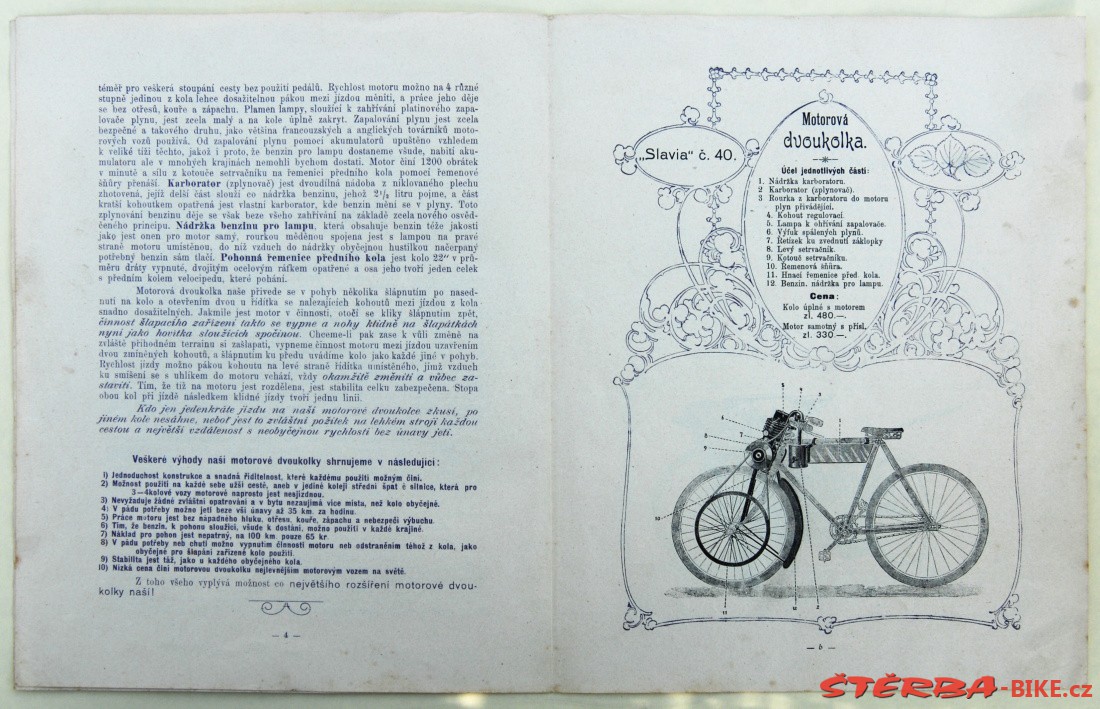 téměř pro veškerá stoupání cesty bez použití pedálů. Rychlost motoru možno na 4 různé
stupně jedinou z kola lehce dosažitelnou pákou mezi jízdou měniti, a práce jeho děje
se bez otřesů, kouře a zápachu. Plamen lampy, sloužící k zahřívání platinového zapa-
lovače plynu, jest zcela malý a na kole úplně zakryt. Zapalování plynu jest zcela
bezpečné a takového druhu, jako většina francouzských a anglických továrníků moto-
rových vozů používá. Od zapalování plynu pomocí akumulatorů upuštěno vzhledem
k veliké tíži těchto, jakož i proto, že benzin pro lampu dostaneme všude, nabití aku-
mulatoru ale v mnohých krajinách nemohli bychom dostati. Motor činí 1200 obrátek
v minutě a sílu z kotouče setrvačníku na řemenici předního kola pomocí řemenové
šňůry přenáší. Karborator (zplynovač) jest dvoudílná nádoba z niklovaného plechu
zhotovená, jejíž delší část slouží co nádržka benzinu, jehož 2½ litru pojme, a část
kratší kohoutkem opatřená jest vlastní karborator, kde benzin mění se v plyny. Toto
zplynování benzinu děje se však beze všeho zahřívání na základě zcela nového osvěd-
čeného principu. Nádržka benzinu pro lampu, která obsahuje benzin téže jakosti
jako jest onen pro motor samý, rourkou měděnou spojena jest s lampou na pravé
straně motoru umístěnou, do níž vzduch do nádržky obyčejnou hustilkou načerpaný
potřebný benzin sám tlačí. Pohonná řemenice předního kola jest kolo 22" v prů-
měru dráty vypnuté, dvojitým ocelovým ráfkem opatřené a osa jeho tvoří jeden celek
s předním kolem velocipedu, které pohání.
Motorová dvoukolka naše přivede se v pohyb několika šlápnutím po nased-
nutí na kolo a otevřením dvou u řídítka se nalezajících kohoutů mezi jízdou z kola
snadno dosažitelných. Jakmile jest motor v činnosti, otočí se kliky šlápnutím zpět,
činnost šlapacího zařízení takto se vypne a nohy klidně na šlapátkách
nyní jako hovítka sloužících spočinou. Chceme-li pak zase k vůli změně na
zvláště příhodném terrainu si zašlapati, vypneme činnost motoru mezi jízdou uzavřením
dvou zmíněných kohoutů, a šlápnutím ku předu uvádíme kolo jako každé jiné v pohyb.
Rychlost jízdy možno pákou kohoutu na levé straně řídítka umístěného, jímž vzduch
ku smíšení se s uhlíkem do motoru vchází, vždy okamžitě změniti a vůbec za-
staviti. Tím, že tíž na motoru jest rozdělena, jest stabilita celku zabezpečena. Stopa
obou kol při jízdě následkem klidné jízdy tvoří jednu linii.
Kdo jen jedenkráte jízdu na naší motorové dvoukolce zkusí, po
jiném kole nesáhne, neboť jest to zvláštní požitek na lehkém stroji každou
cestou a největší vzdálenost s neobyčejnou rychlostí bez únavy jeti.
Veškeré výhody naší motorové dvoukolky shrnujeme v následující:
1) Jednoduchost konstrukce a snadná řiditelnost, které každému použití možným činí.
2) Možnost použití na každé sebe užší cestě, aneb v jediné koleji střední špat é silnice, která pro
3—4kolové vozy motorové naprosto jest nesjízdnou.
3) Nevyžaduje žádné zvláštní opatrování a v bytu nezaujímá více místa, než kolo obyčejné.
4) V pádu potřeby možno jeti beze vší únavy až 35 km. za hodinu.
5) Práce motoru jest bez nápadného hluku, otřesu, kouře, zápachu a nebezpečí výbuchu.
6) Tím, že benzin, k pohonu sloužící, všude k dostání, možno použití v každé krajině.
7) Náklad pro pohon jest nepatrný, na 100 km. pouze 65 kr.
8) V pádu potřeby neb chuti možno vypnutím činnosti motoru neb odstraněním téhož z kola, jako
obyčejné pro šlapání zařízené kolo použíti.
9) Stabilita jest táž, jako u každého obyčejného kola.
10) Nízká cena činí motorovou dvoukolku nejlevnějším motorovým vozem na světě.
Z toho všeho vyplývá možnost co největšího rozšíření motorové dvou-
kolky naší!
— 4 —
„Slavia" č. 40.
Motorová
dvoukolka.
Účel jednotlivých částí:
1. Nádržka karboratoru.
2 Karborator (zplynovač).
3 Rourka z karboratoru do motoru
plyn přivádějící.
4. Kohout regulovací.
5. Lampa k ohřívání zapalovače.
6. Výfuk spálených plynů.
7. Řetízek ku zvednutí záklopky
8. Levý setrvačník.
9. Kotouč setrvačníku.
10. Řemenová šňůra.
11. Hnací řemenice před. kola.
12. Benzin. nádržka pro lampu.
Cena:
Kolo úplné s motorem
zl. 480.—.
Motor samotný s přísl.
zl. 330.—.
5
4
3
6
7
8
9
1
10
11
12
2
— 5 —
ŠTĚRBA-BIKE.cz